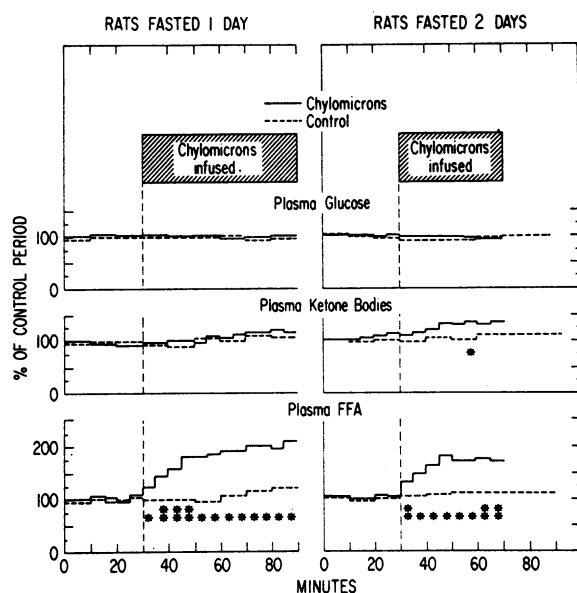 RATS FASTED 1 DAY
RATS FASTED 2 DAYS
Chylomicrons
Control
Chylomicrons
infused.
Chylomicrons
infused
Plasma Glucose
100
0
Plasma Ketone Bodies
100
0
Plasma FFA
200
100
0
% OF CONTROL PERIOD
* * *
* * * * * * * * * * * *
*
* * *
* * * * * * * *
0 20 40 60 80
0 20 40 60 80
MINUTES